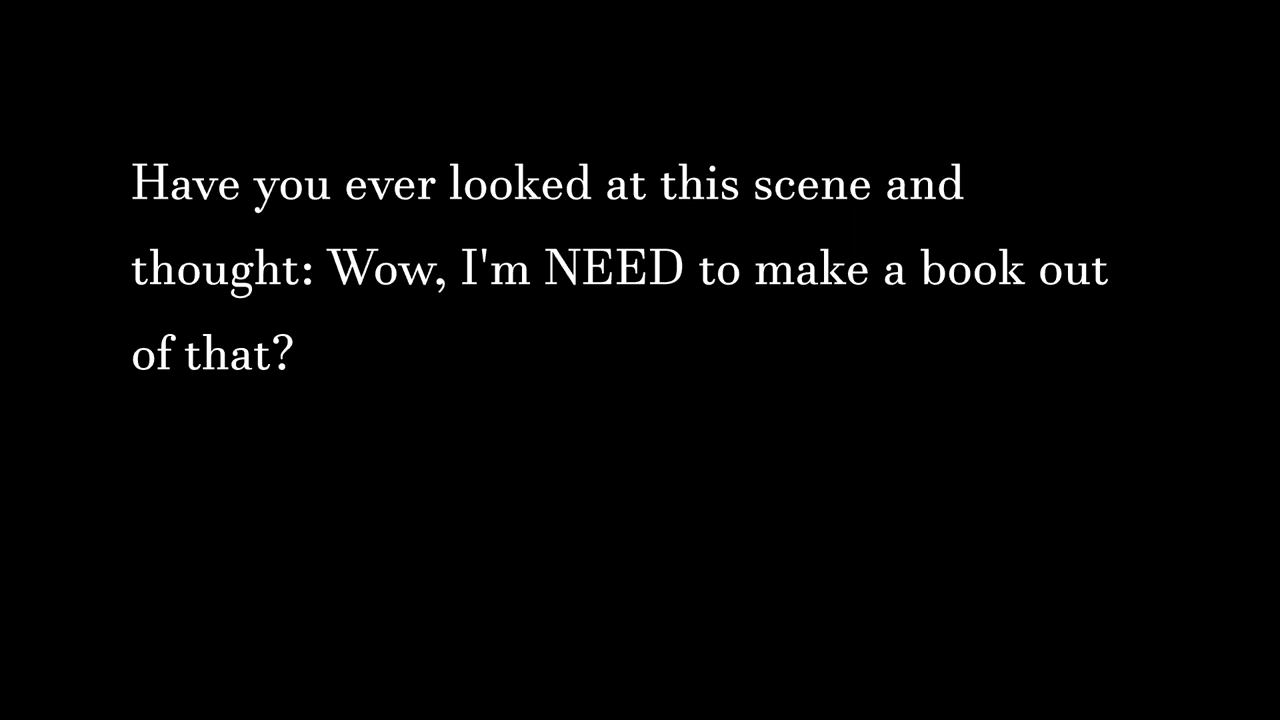 Have you ever looked at this scene and
thought: Wow, I'm NEED to make a book out
of that?